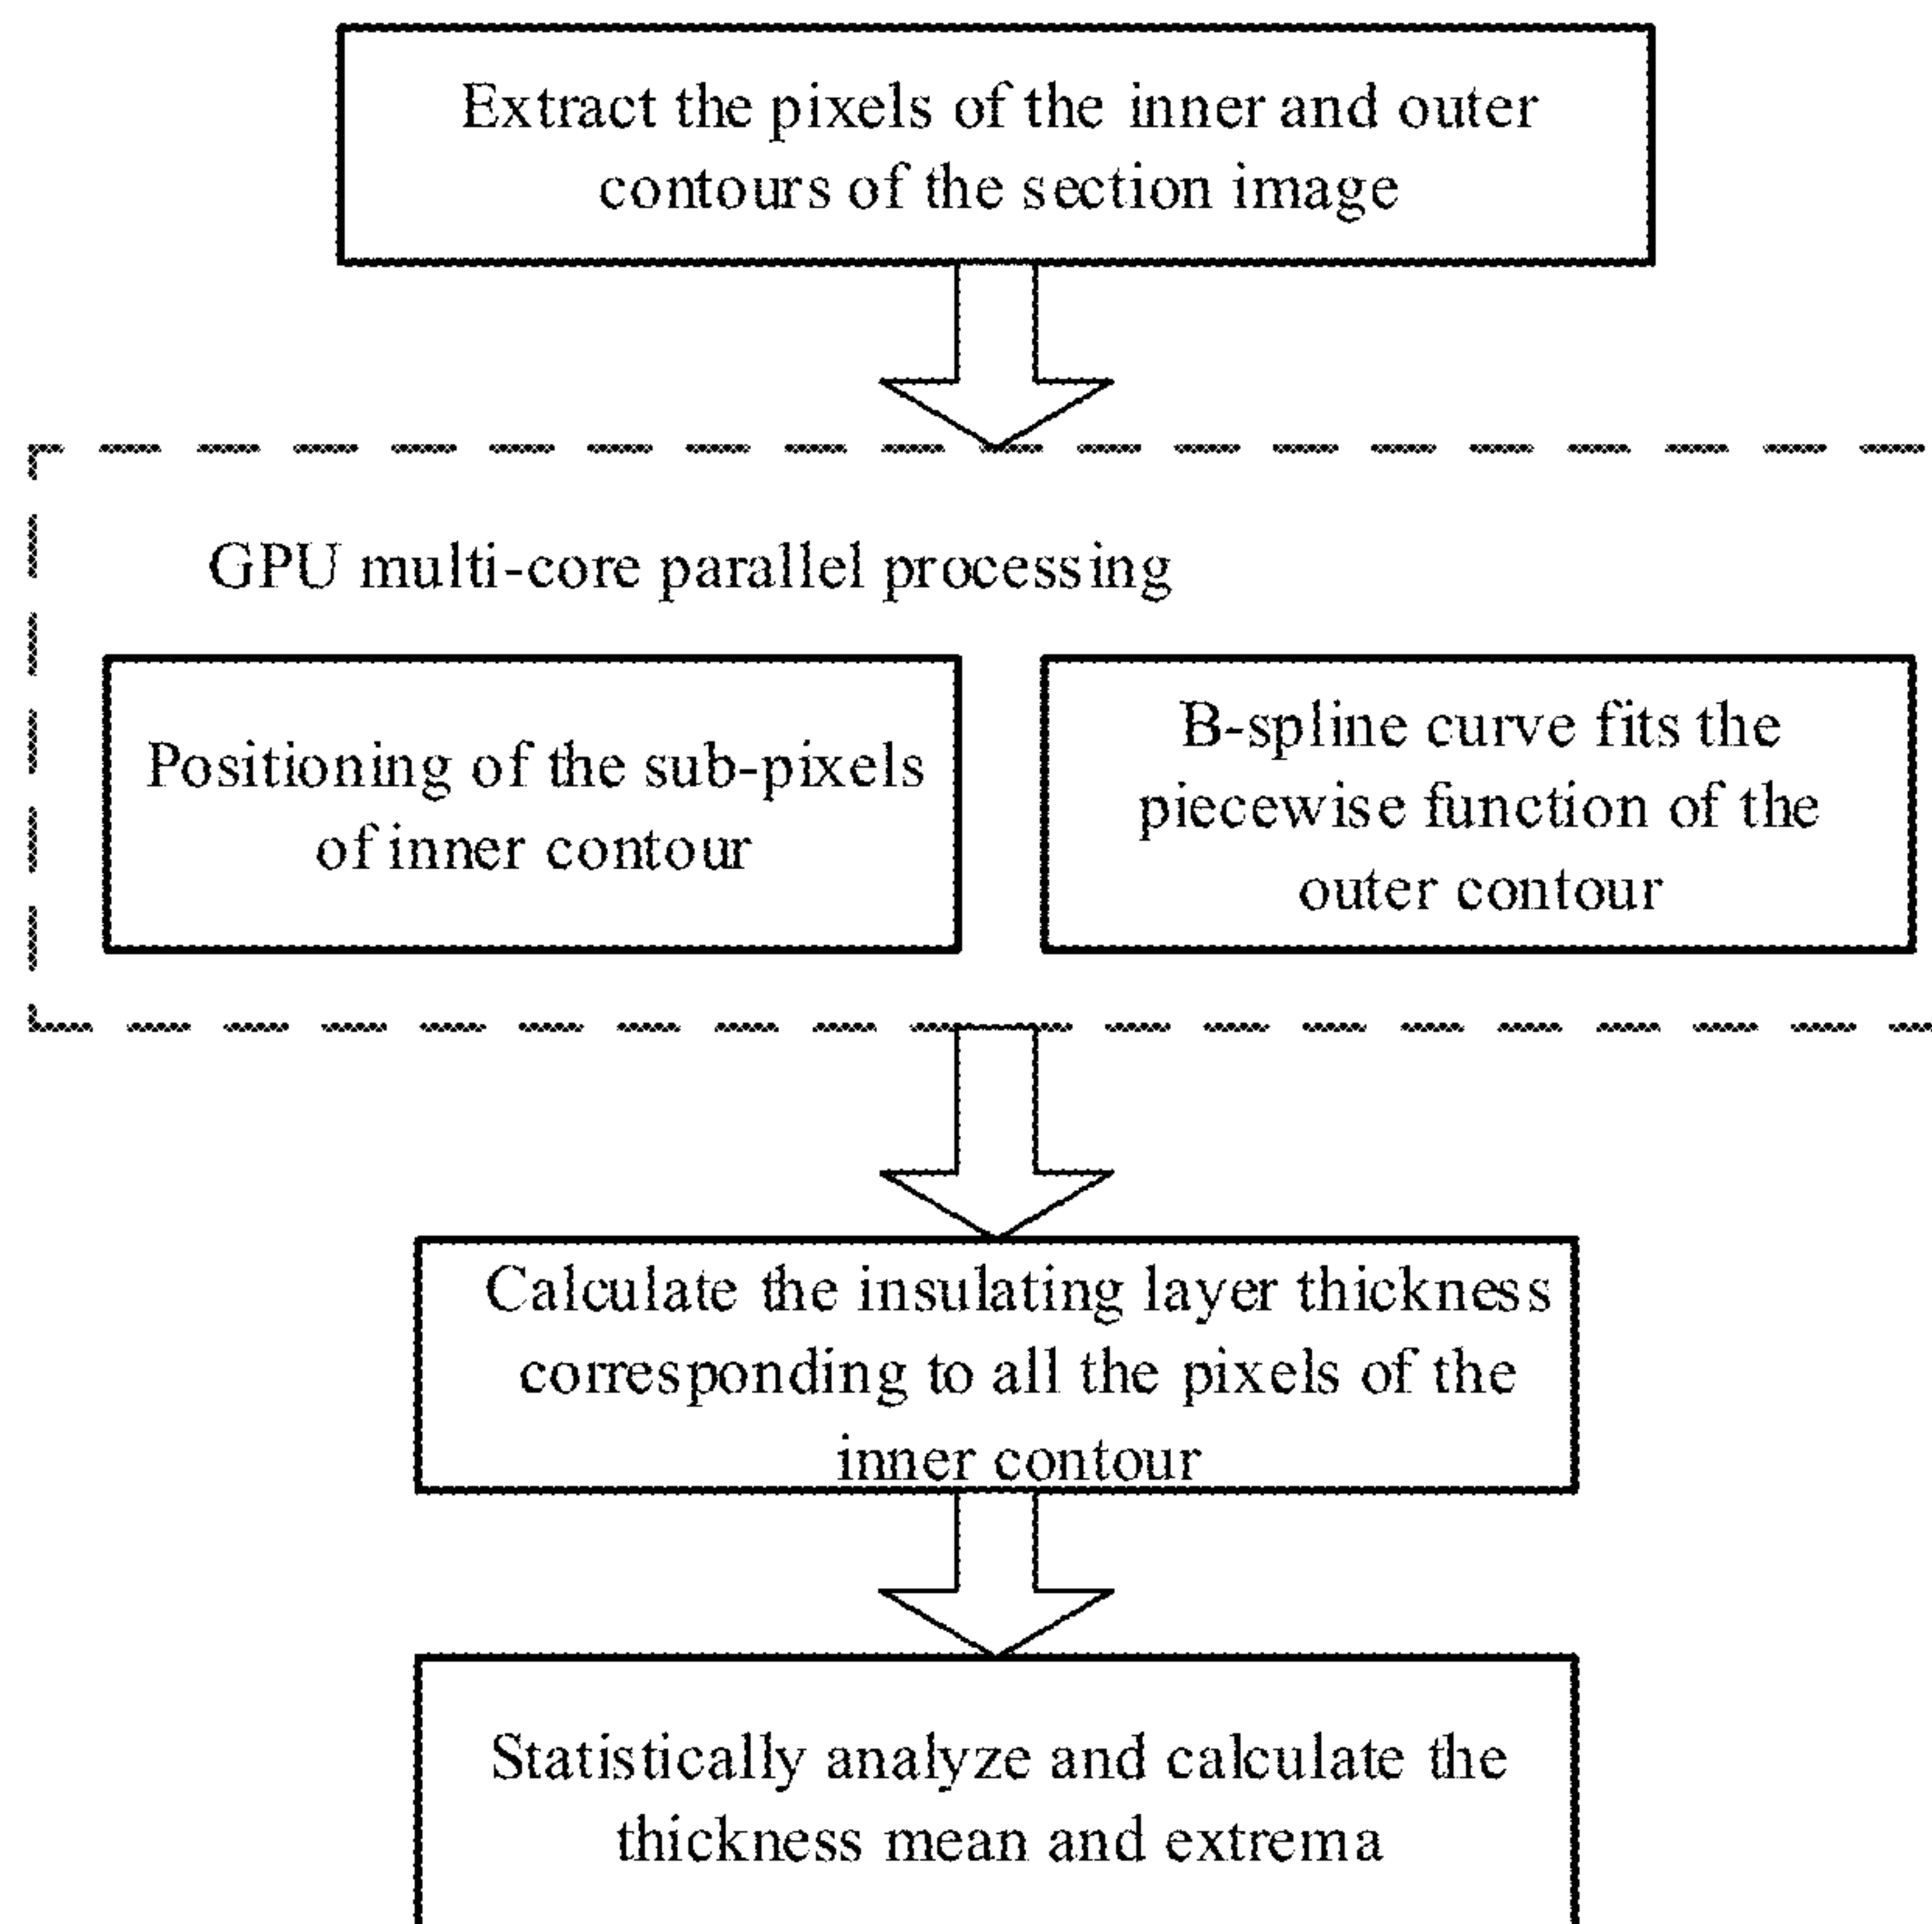 Extract the pixels of the inner and outer
contours of the section image
GPU multi-core parallel processing
Positioning of the sub-pixels
of inner contour
B-spline curve fits the
piecewise function of the
outer contour
Calculate the insulating layer thickness
corresponding to all the pixels of the
inner contour
Statistically analyze and calculate the
thickness mean and extrema